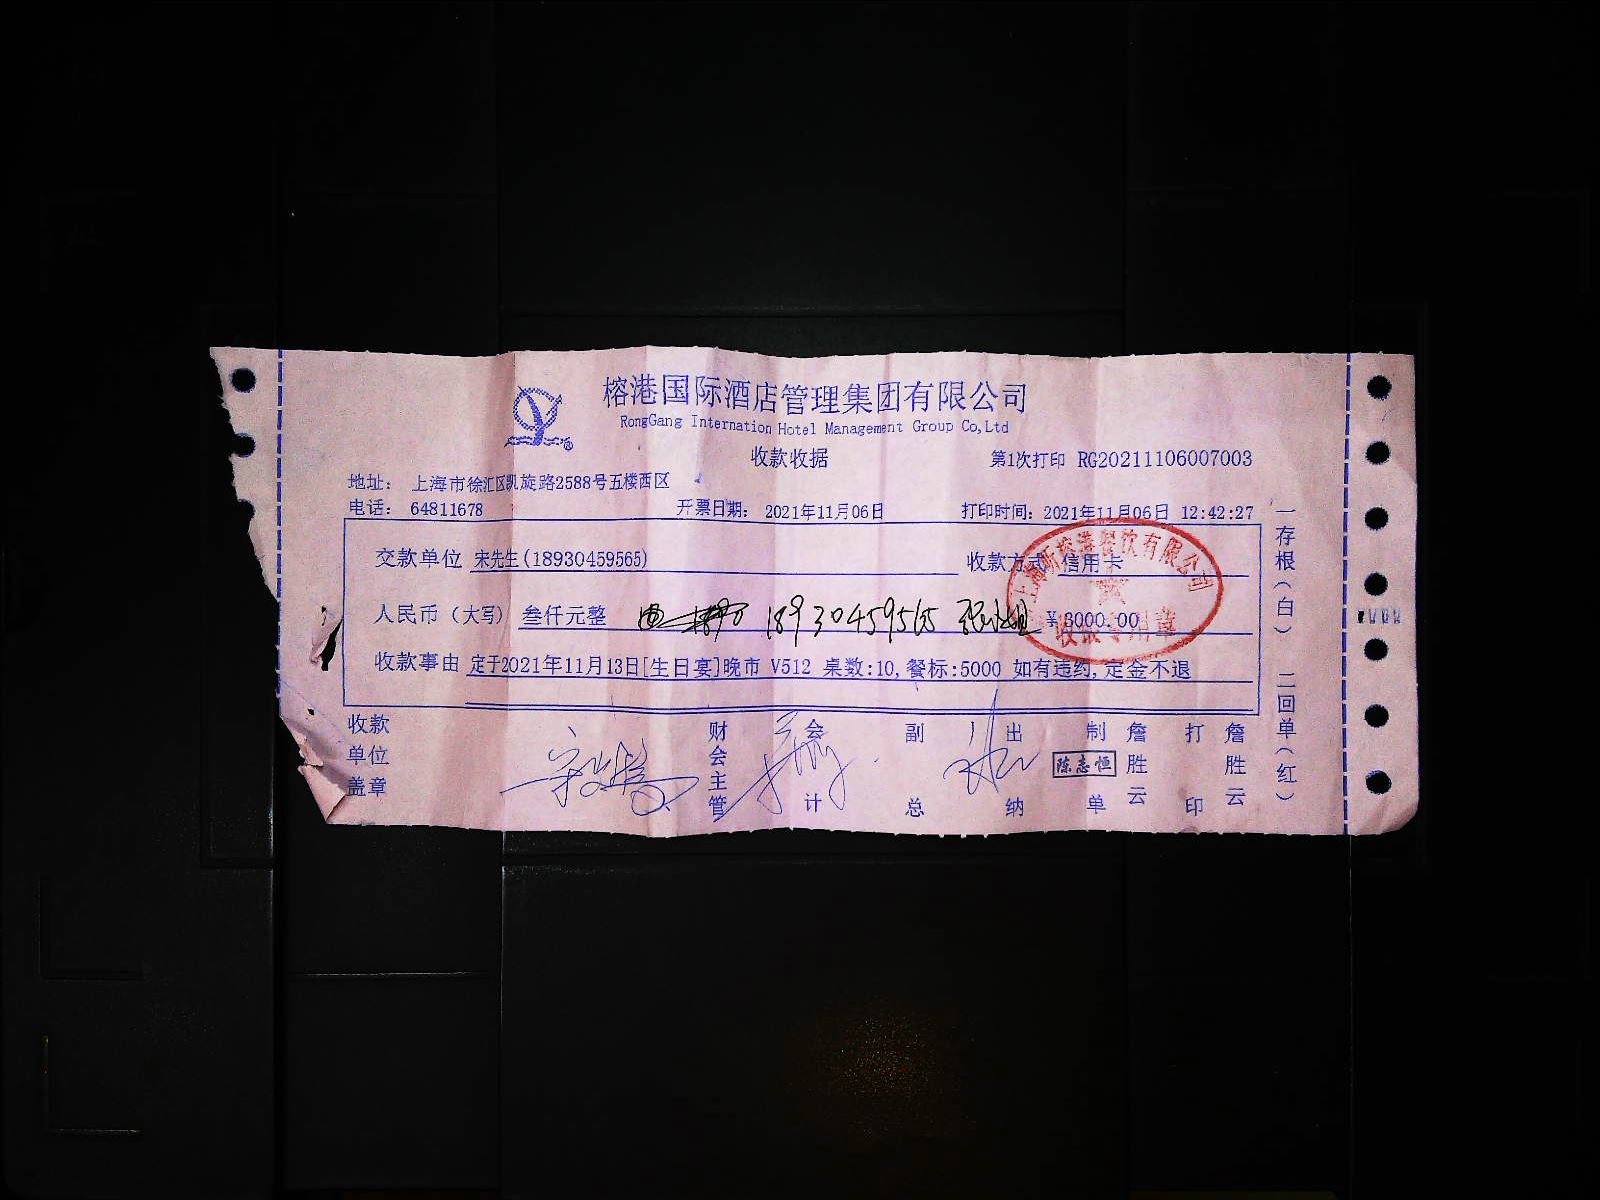 榕港国际酒店管理集团有限公司
RongGang Internation Hotel Management Group Co,Ltd
收款收据
第1次打印 RG20211106007003
地址： 上海市徐汇区凯旋路2588号五楼西区
电话： 64811678 开票日期： 2021年11月06日 打印时间：2021年11月06日 12:42:27
交款单位 宋先生(18930459565) 收款方式 信用卡
人民币（大写） 叁仟元整 18930459565 ¥3000.00
收款事由 定于2021年11月13日[生日宴]晚市 V512 桌数:10,餐标:5000 如有违约,定金不退
收款单位盖章 财会主管 会计 副总 出纳 制单 詹胜云 打印 詹胜云
陈志恒
一存根（白） 二回单（红）